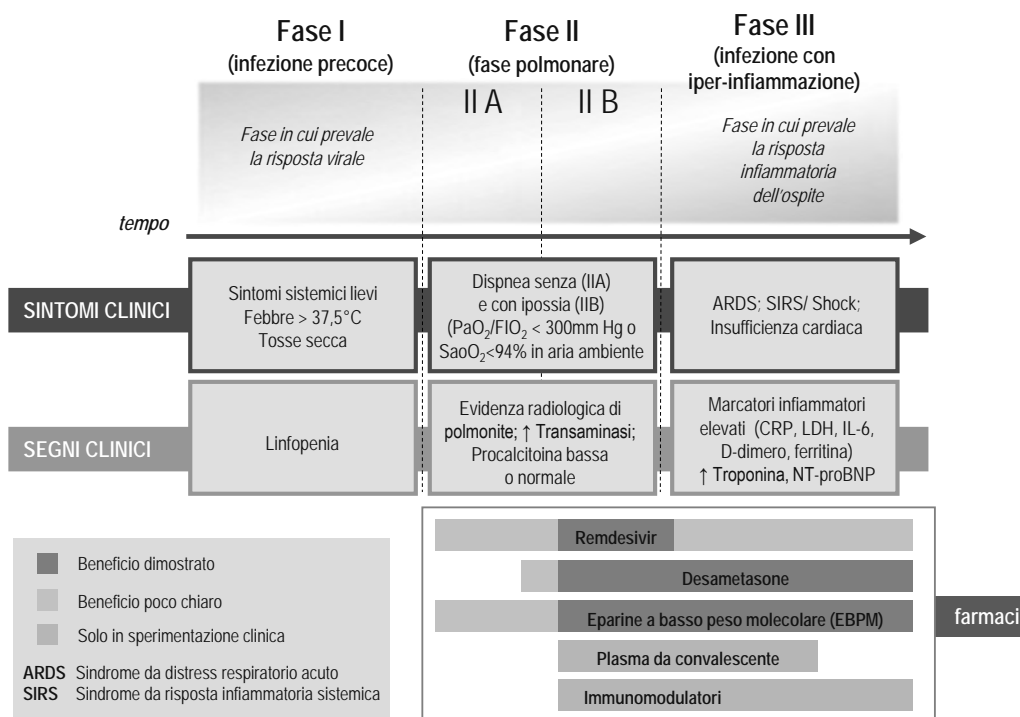 Fase I
(infezione precoce)
Fase II
(fase polmonare)
Fase III
(infezione con
iper-infiammazione)
II A
II B
Fase in cui prevale
la risposta virale
Fase in cui prevale
la risposta
infiammatoria
dell'ospite
tempo
SINTOMI CLINICI
Sintomi sistemici lievi
Febbre > 37,5°C
Tosse secca
Dispnea senza (IIA)
e con ipossia (IIB)
(PaO₂/FIO₂ < 300mm Hg o
SaoO₂<94% in aria ambiente
ARDS; SIRS/ Shock;
Insufficienza cardiaca
SEGNI CLINICI
Linfopenia
Evidenza radiologica di
polmonite; ↑ Transaminasi;
Procalcitoina bassa
o normale
Marcatori infiammatori
elevati (CRP, LDH, IL-6,
D-dimero, ferritina)
↑ Troponina, NT-proBNP
Beneficio dimostrato
Beneficio poco chiaro
Solo in sperimentazione clinica
ARDS Sindrome da distress respiratorio acuto
SIRS Sindrome da risposta infiammatoria sistemica
Remdesivir
Desametasone
Eparine a basso peso molecolare (EBPM)
Plasma da convalescente
Immunomodulatori
farmaci